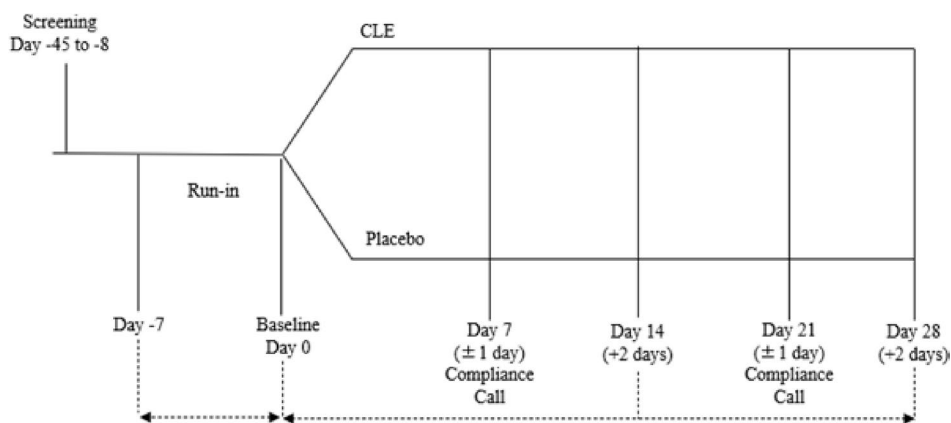 Screening
Day -45 to -8
CLE
Run-in
Placebo
Day -7
Baseline
Day 0
Day 7
(± 1 day)
Compliance
Call
Day 14
(+2 days)
Day 21
(± 1 day)
Compliance
Call
Day 28
(+2 days)